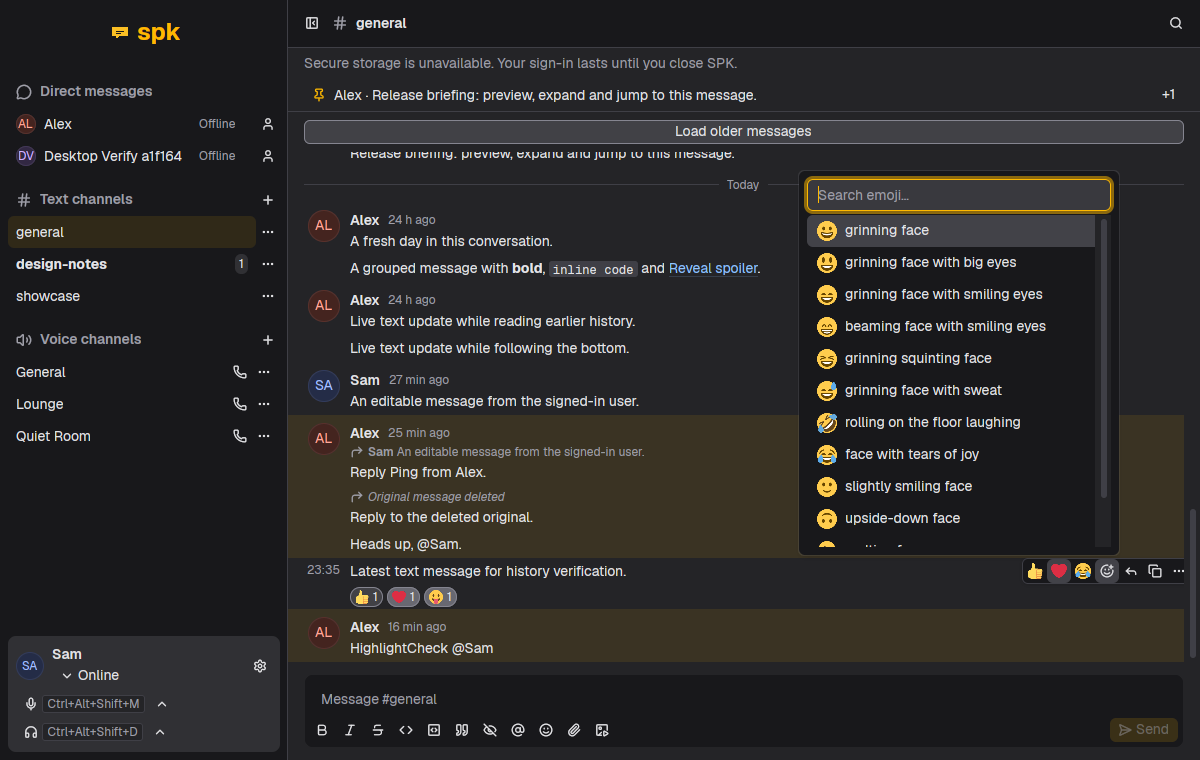 spk
Direct messages
AL Alex Offline
DV Desktop Verify a1f164 Offline
Text channels
general
design-notes 1
showcase
Voice channels
General
Lounge
Quiet Room
SA Sam
Online
Ctrl+Alt+Shift+M
Ctrl+Alt+Shift+D
# general
Secure storage is unavailable. Your sign-in lasts until you close SPK.
Alex · Release briefing: preview, expand and jump to this message. +1
Load older messages
Release briefing: preview, expand and jump to this message.
Today
AL Alex 24 h ago
A fresh day in this conversation.
A grouped message with bold, inline code and Reveal spoiler.
AL Alex 24 h ago
Live text update while reading earlier history.
Live text update while following the bottom.
SA Sam 27 min ago
An editable message from the signed-in user.
AL Alex 25 min ago
Sam An editable message from the signed-in user.
Reply Ping from Alex.
Original message deleted
Reply to the deleted original.
Heads up, @Sam.
23:35 Latest text message for history verification.
👍 1 ❤️ 1 😛 1
AL Alex 16 min ago
HighlightCheck @Sam
Message #general
Send
Search emoji…
grinning face
grinning face with big eyes
grinning face with smiling eyes
beaming face with smiling eyes
grinning squinting face
grinning face with sweat
rolling on the floor laughing
face with tears of joy
slightly smiling face
upside-down face